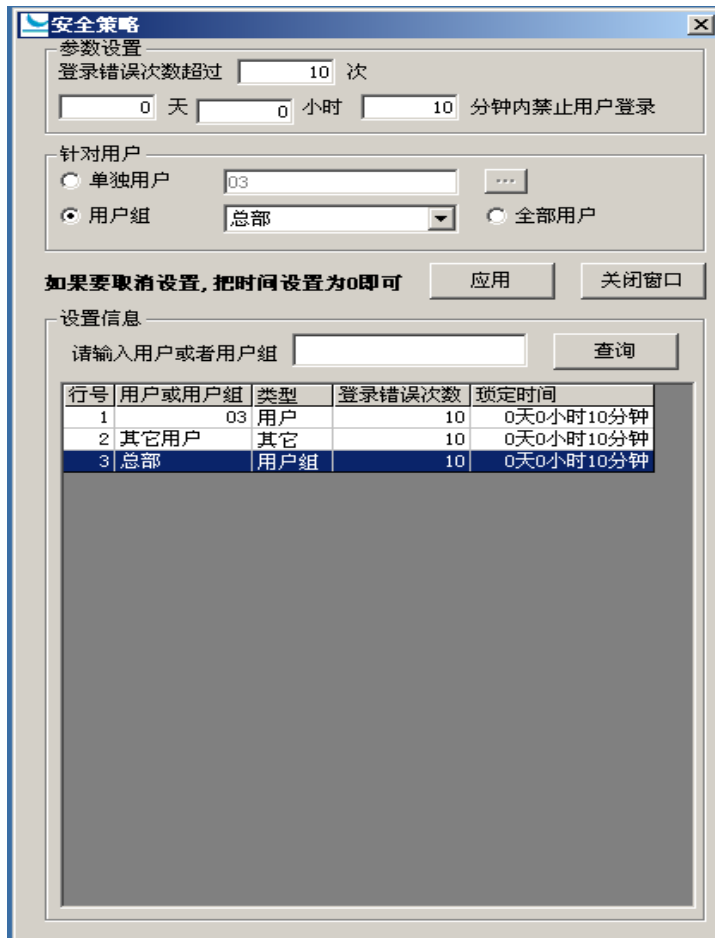 安全策略
参数设置
登录错误次数超过 10 次
0 天 0 小时 10 分钟内禁止用户登录
针对用户
单独用户 03 ...
用户组 总部 全部用户
如果要取消设置,把时间设置为0即可 应用 关闭窗口
设置信息
请输入用户或者用户组 查询
行号 用户或用户组 类型 登录错误次数 琐定时间
1 03 用户 10 0天0小时10分钟
2 其它用户 其它 10 0天0小时10分钟
3 总部 用户组 10 0天0小时10分钟